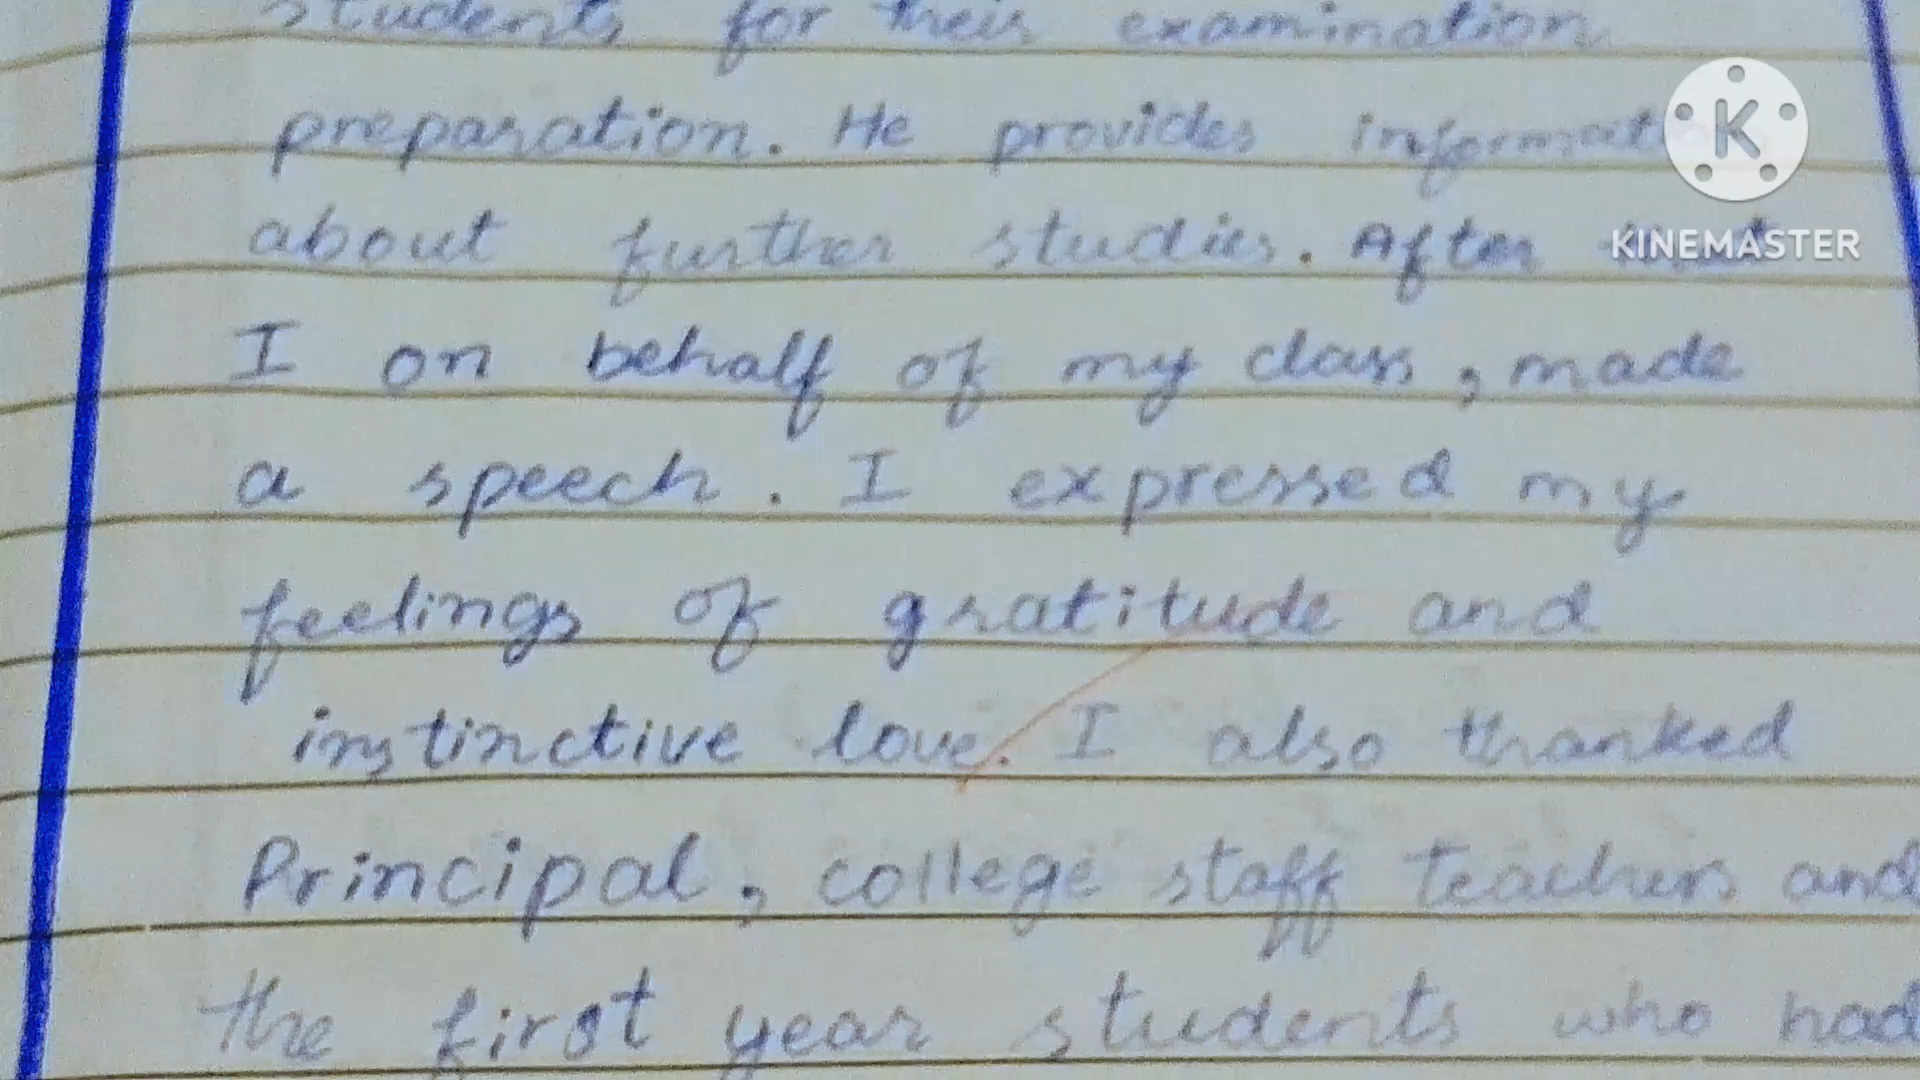 students for their examination
preparation. He provides informat
about further studies. After that
I on behalf of my class, made
a speech. I expressed my
feelings of gratitude and
instinctive love. I also thanked
Principal, college staff teachers and
the first year students who had
K
KINEMASTER